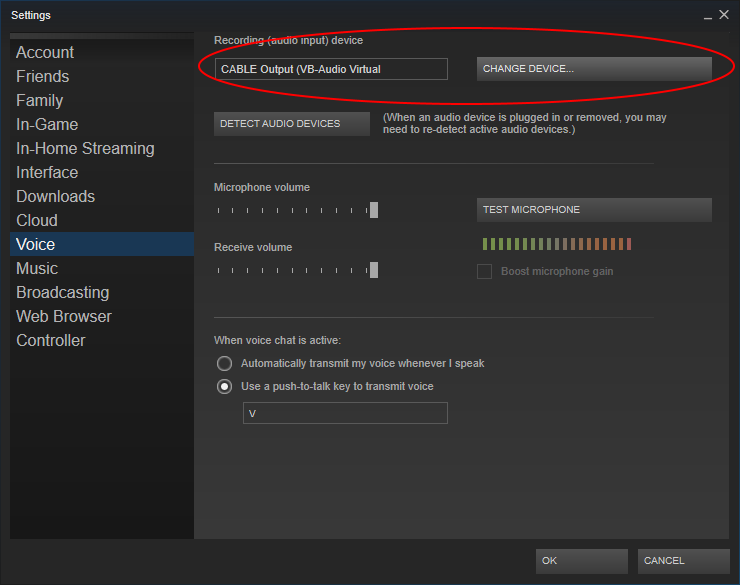 Settings
Account
Friends
Family
In-Game
In-Home Streaming
Interface
Downloads
Cloud
Voice
Music
Broadcasting
Web Browser
Controller
Recording (audio input) device
CABLE Output (VB-Audio Virtual
CHANGE DEVICE...
DETECT AUDIO DEVICES
(When an audio device is plugged in or removed, you may
need to re-detect active audio devices.)
Microphone volume
TEST MICROPHONE
Receive volume
Boost microphone gain
When voice chat is active:
Automatically transmit my voice whenever I speak
Use a push-to-talk key to transmit voice
V
OK
CANCEL